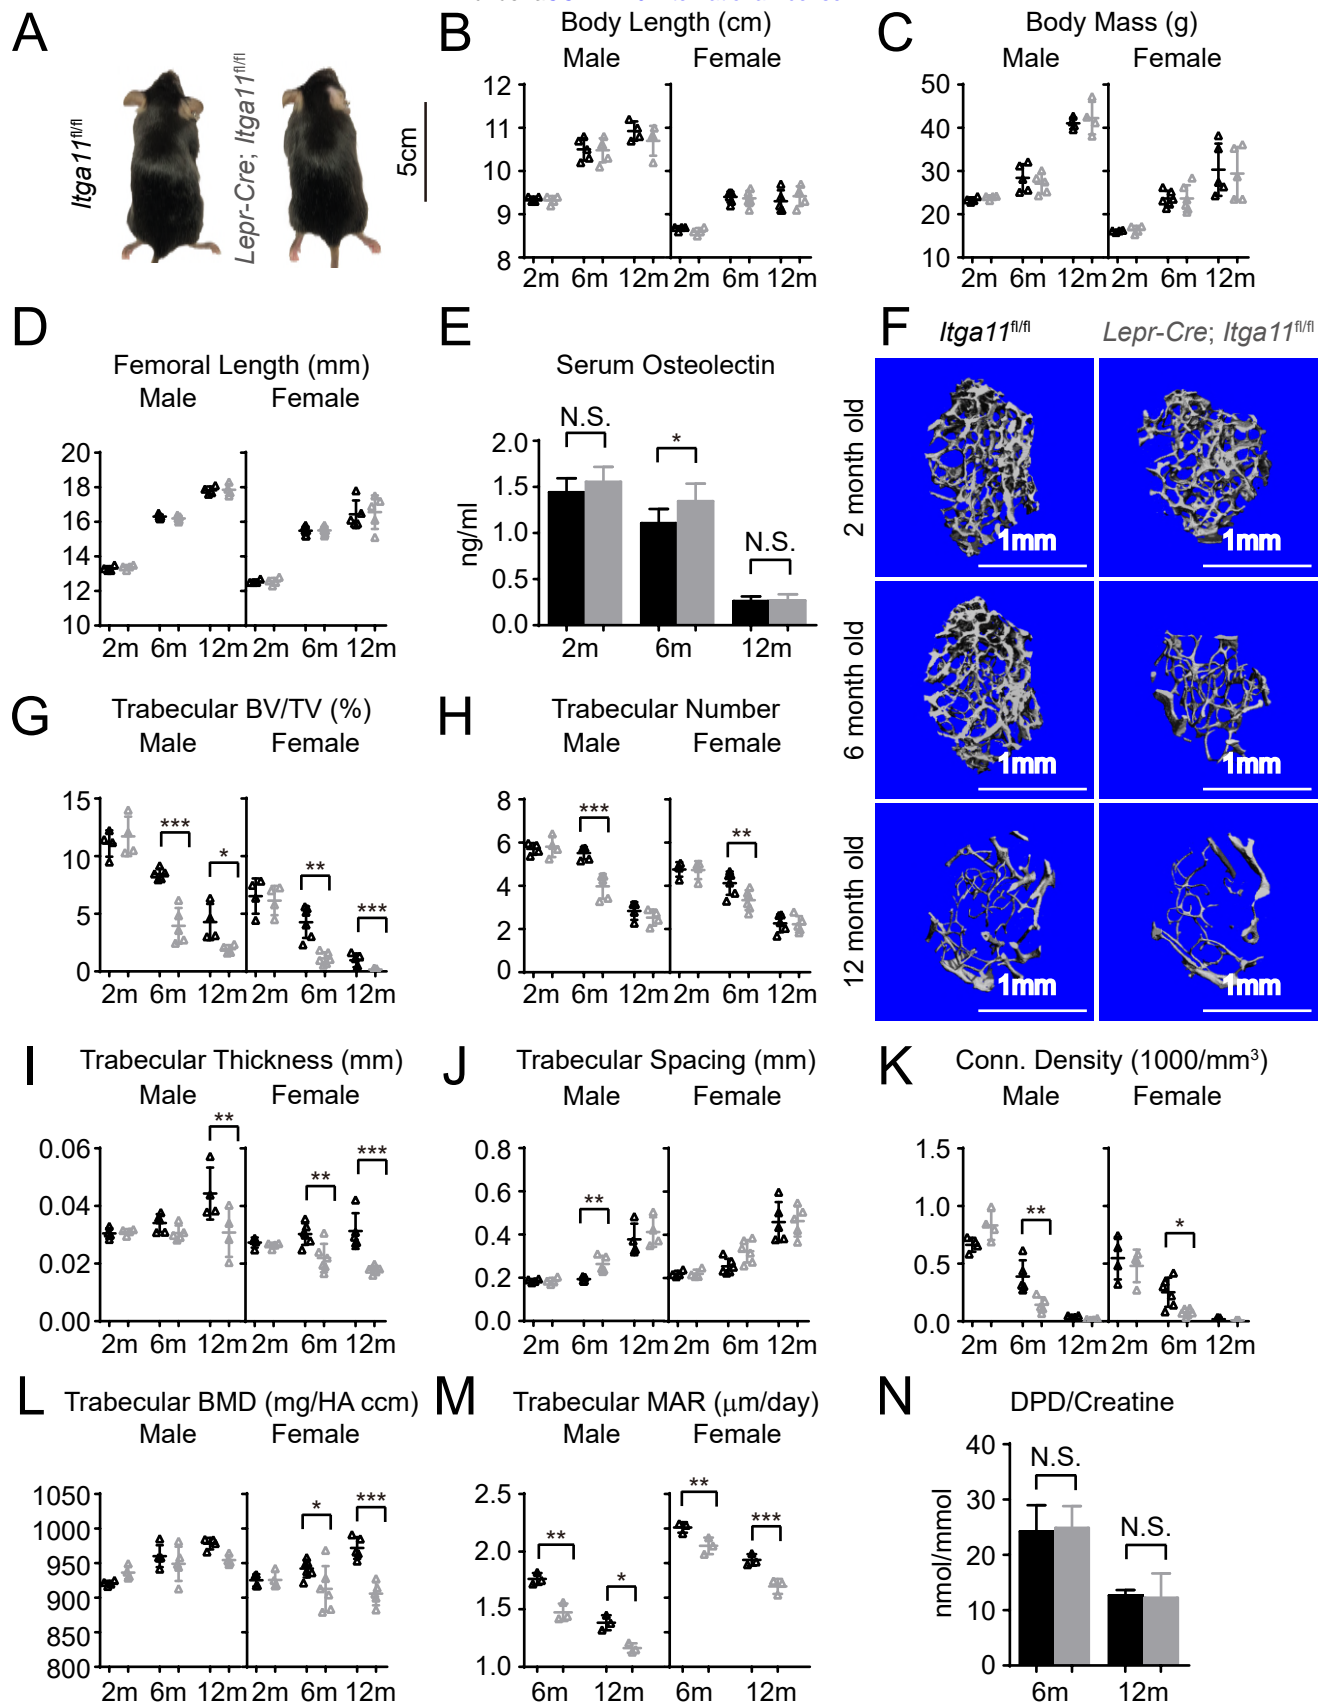 A
Itga11fl/fl
Lepr-Cre; Itga11fl/fl
5cm
B
Body Length (cm)
Male
Female
12
11
10
9
8
2m 6m 12m 2m 6m 12m
C
Body Mass (g)
Male
Female
50
40
30
20
10
2m 6m 12m 2m 6m 12m
D
Femoral Length (mm)
Male
Female
20
18
16
14
12
10
2m 6m 12m 2m 6m 12m
E
Serum Osteolectin
N.S.
*
N.S.
ng/ml
2.0
1.5
1.0
0.5
0.0
2m 6m 12m
F
Itga11fl/fl
Lepr-Cre; Itga11fl/fl
2 month old
1mm
1mm
6 month old
1mm
1mm
12 month old
1mm
1mm
G
Trabecular BV/TV (%)
Male
Female
15
10
5
0
***
*
**
***
2m 6m 12m 2m 6m 12m
H
Trabecular Number
Male
Female
8
6
4
2
0
***
**
2m 6m 12m 2m 6m 12m
I
Trabecular Thickness (mm)
Male
Female
0.06
0.04
0.02
0.00
**
**
***
2m 6m 12m 2m 6m 12m
J
Trabecular Spacing (mm)
Male
Female
0.8
0.6
0.4
0.2
0.0
**
2m 6m 12m 2m 6m 12m
K
Conn. Density (1000/mm³)
Male
Female
1.5
1.0
0.5
0.0
**
*
2m 6m 12m 2m 6m 12m
L
Trabecular BMD (mg/HA ccm)
Male
Female
1050
1000
950
900
850
800
*
***
2m 6m 12m 2m 6m 12m
M
Trabecular MAR (μm/day)
Male
Female
2.5
2.0
1.5
1.0
**
*
**
***
6m 12m 6m 12m
N
DPD/Creatine
nmol/mmol
40
30
20
10
0
N.S.
N.S.
6m 12m